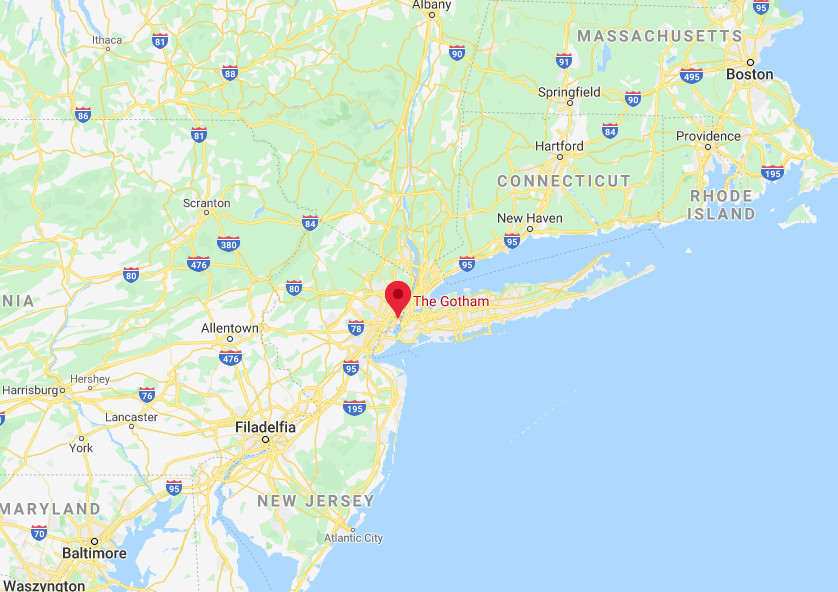 Albany
95
Ithaca
81
MASSACHUSETTS
90
91
Boston
88
495
Springfield
90
86
81
84
Providence
Hartford
195
CONNECTICUT
RHODE
ISLAND
Scranton
84
New Haven
380
95
476
95
80
80
NIA
The Gotham
Allentown
78
476
95
Hershey
Harrisburg
76
195
Lancaster
Filadelfia
York
95
NEW JERSEY
MARYLAND
70
Atlantic City
Baltimore
Waszyngton